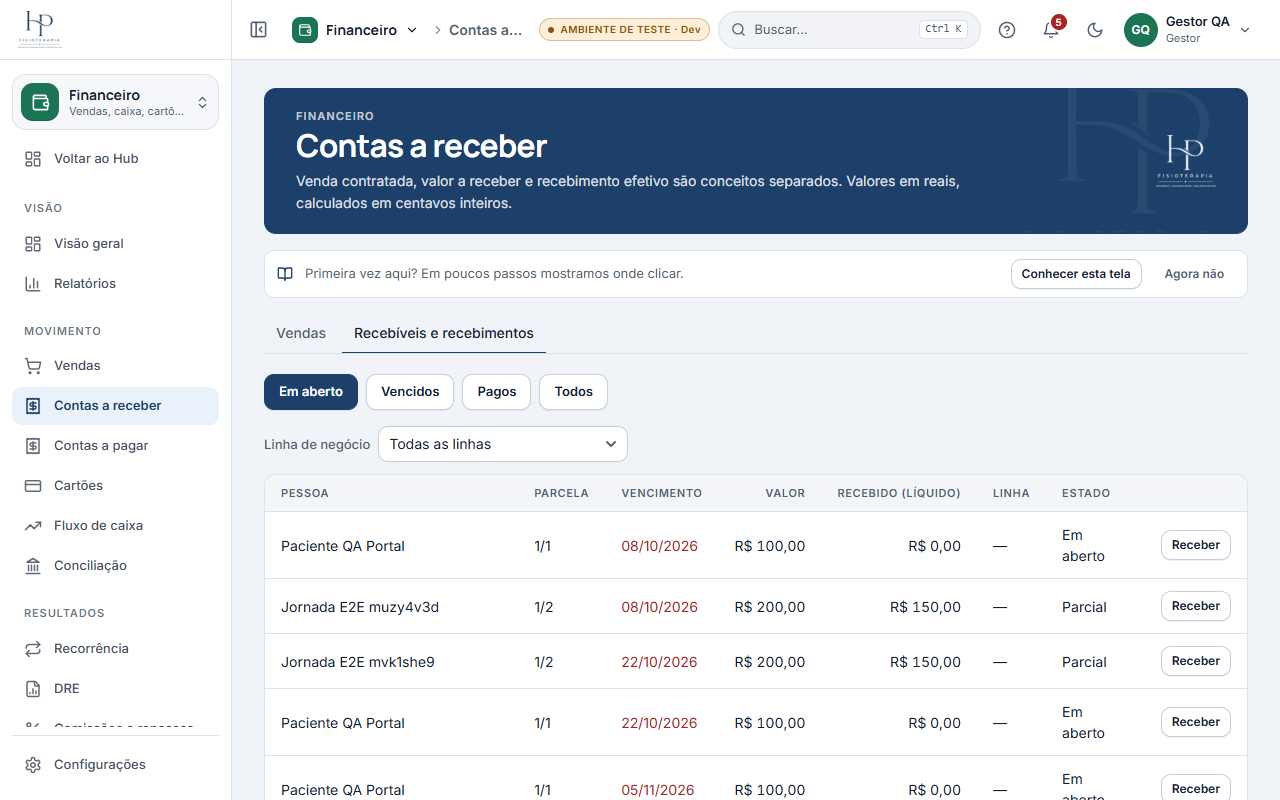 HP
FISIOTERAPIA
Financeiro
Contas a...
AMBIENTE DE TESTE · Dev
Buscar...
Ctrl K
5
GQ
Gestor QA
Gestor
Financeiro
Vendas, caixa, cartõ...
Voltar ao Hub
VISÃO
Visão geral
Relatórios
MOVIMENTO
Vendas
Contas a receber
Contas a pagar
Cartões
Fluxo de caixa
Conciliação
RESULTADOS
Recorrência
DRE
Configurações
FINANCEIRO
Contas a receber
Venda contratada, valor a receber e recebimento efetivo são conceitos separados. Valores em reais,
calculados em centavos inteiros.
HP
FISIOTERAPIA
Primeira vez aqui? Em poucos passos mostramos onde clicar.
Conhecer esta tela
Agora não
Vendas
Recebíveis e recebimentos
Em aberto
Vencidos
Pagos
Todos
Linha de negócio
Todas as linhas
PESSOA PARCELA VENCIMENTO VALOR RECEBIDO (LÍQUIDO) LINHA ESTADO
Paciente QA Portal 1/1 08/10/2026 R$ 100,00 R$ 0,00 — Em aberto Receber
Jornada E2E muzy4v3d 1/2 08/10/2026 R$ 200,00 R$ 150,00 — Parcial Receber
Jornada E2E mvk1she9 1/2 22/10/2026 R$ 200,00 R$ 150,00 — Parcial Receber
Paciente QA Portal 1/1 22/10/2026 R$ 100,00 R$ 0,00 — Em aberto Receber
Paciente QA Portal 1/1 05/11/2026 R$ 100,00 R$ 0,00 — Em aberto Receber